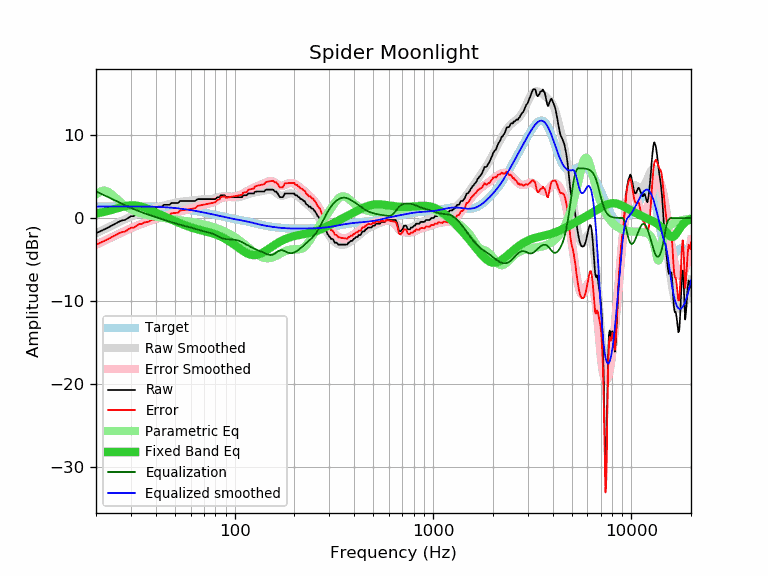 Spider Moonlight
Amplitude (dBr)
10
0
−10
−20
−30
Target
Raw Smoothed
Error Smoothed
Raw
Error
Parametric Eq
Fixed Band Eq
Equalization
Equalized smoothed
100 1000 10000
Frequency (Hz)